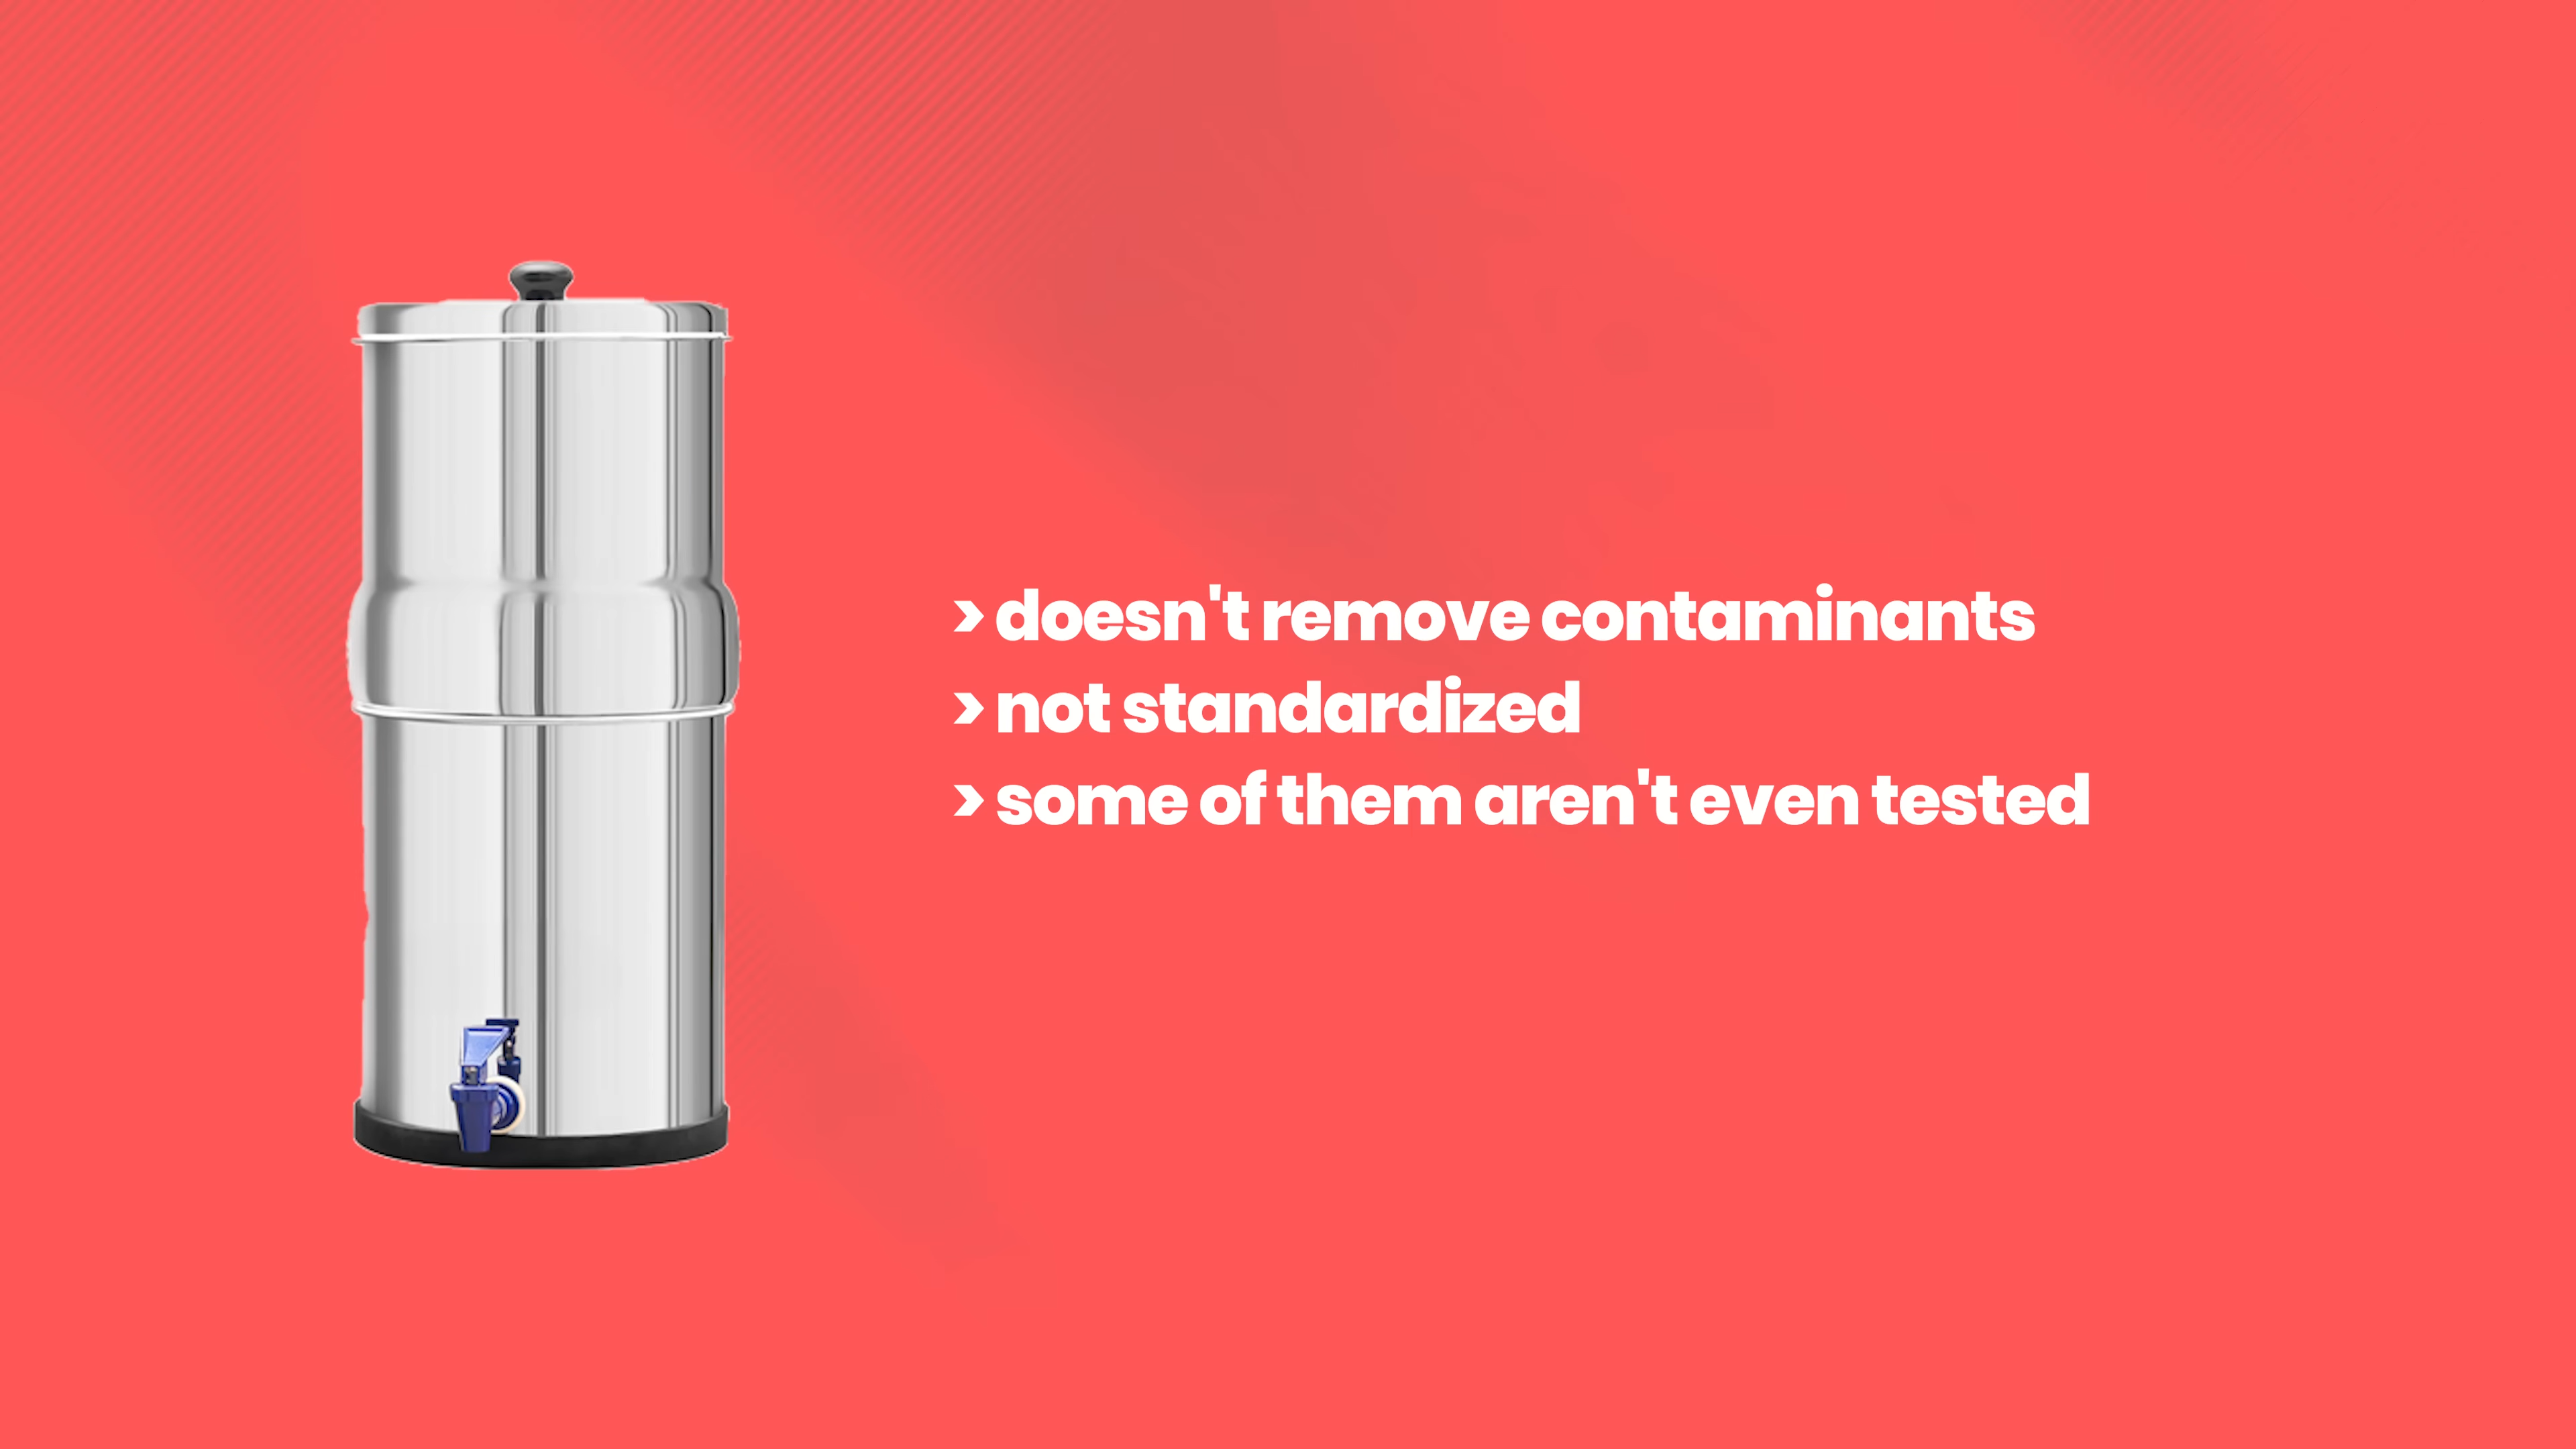 > doesn't remove contaminants
> not standardized
> some of them aren't even tested